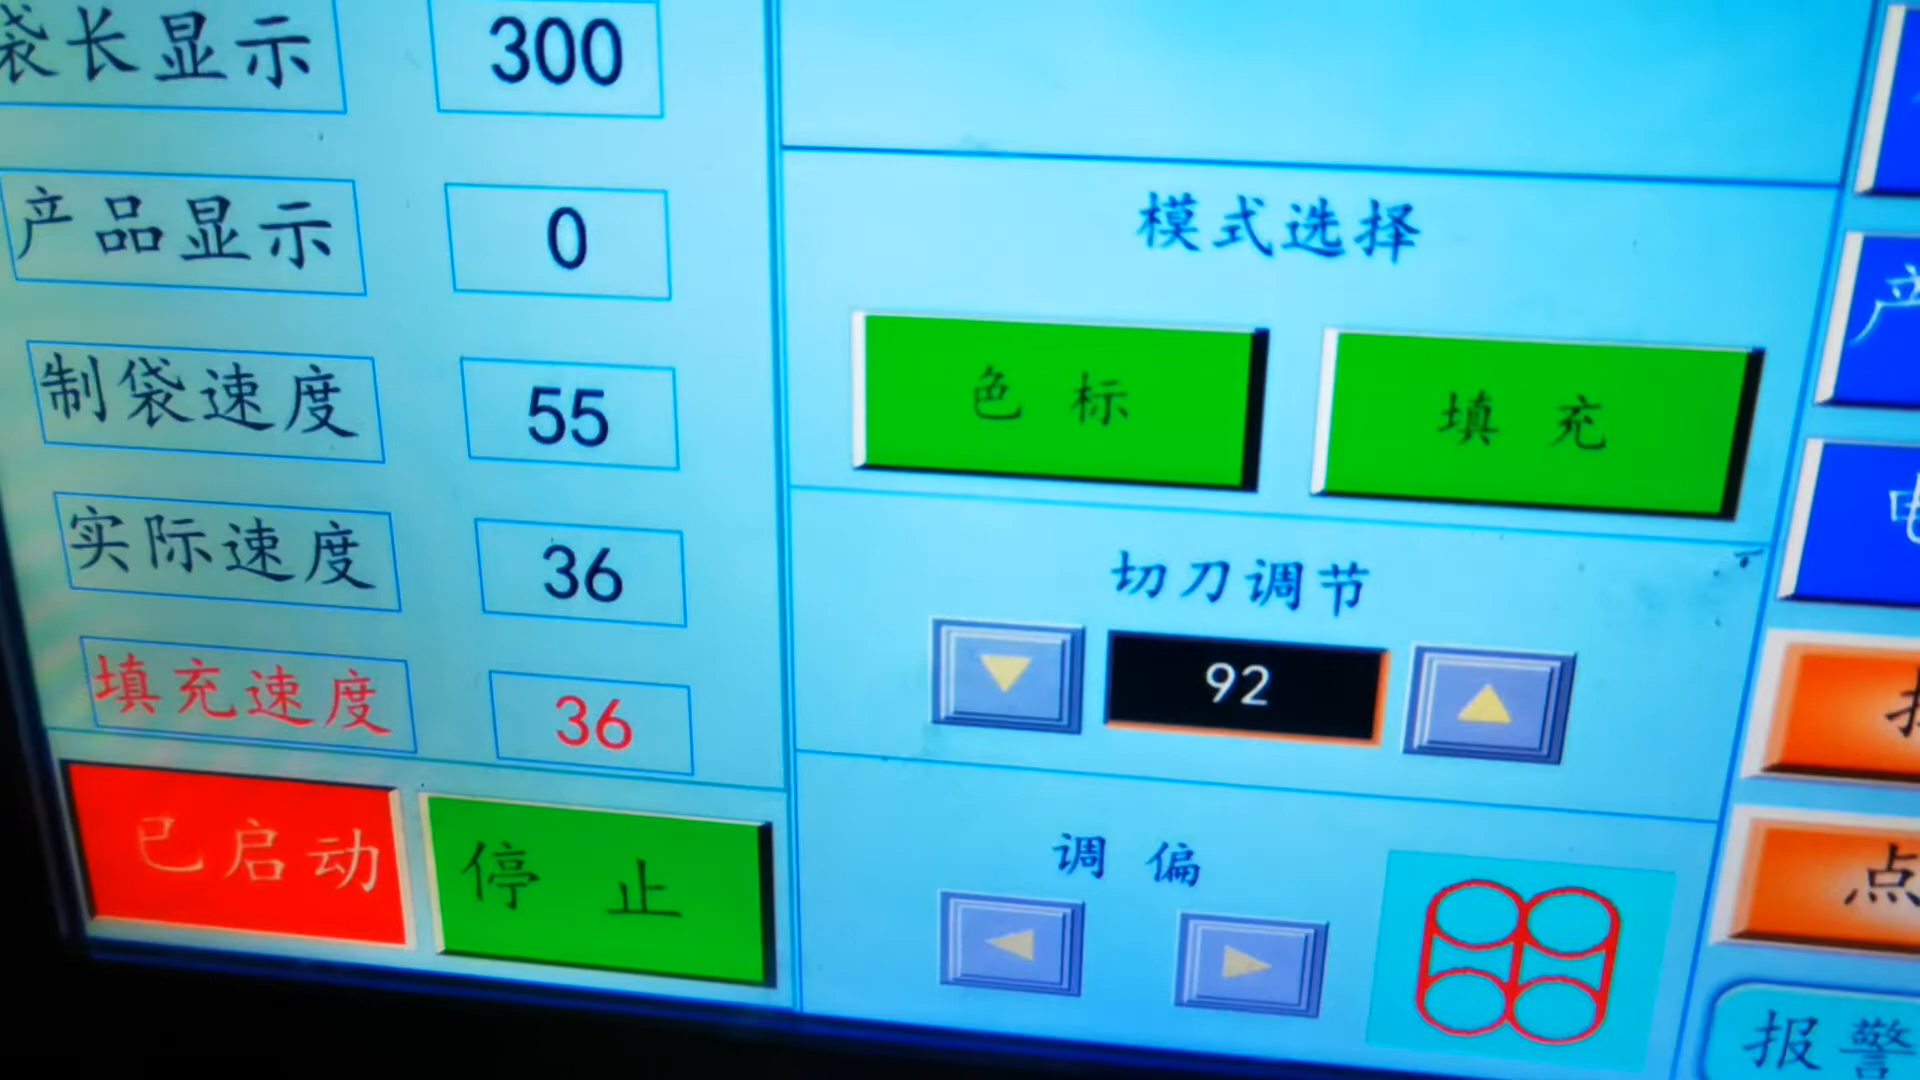 袋长显示 300
产品显示 0
制袋速度 55
实际速度 36
填充速度 36
已启动 停止
模式选择
色标 填充
切刀调节
92
调偏
产
点
报警